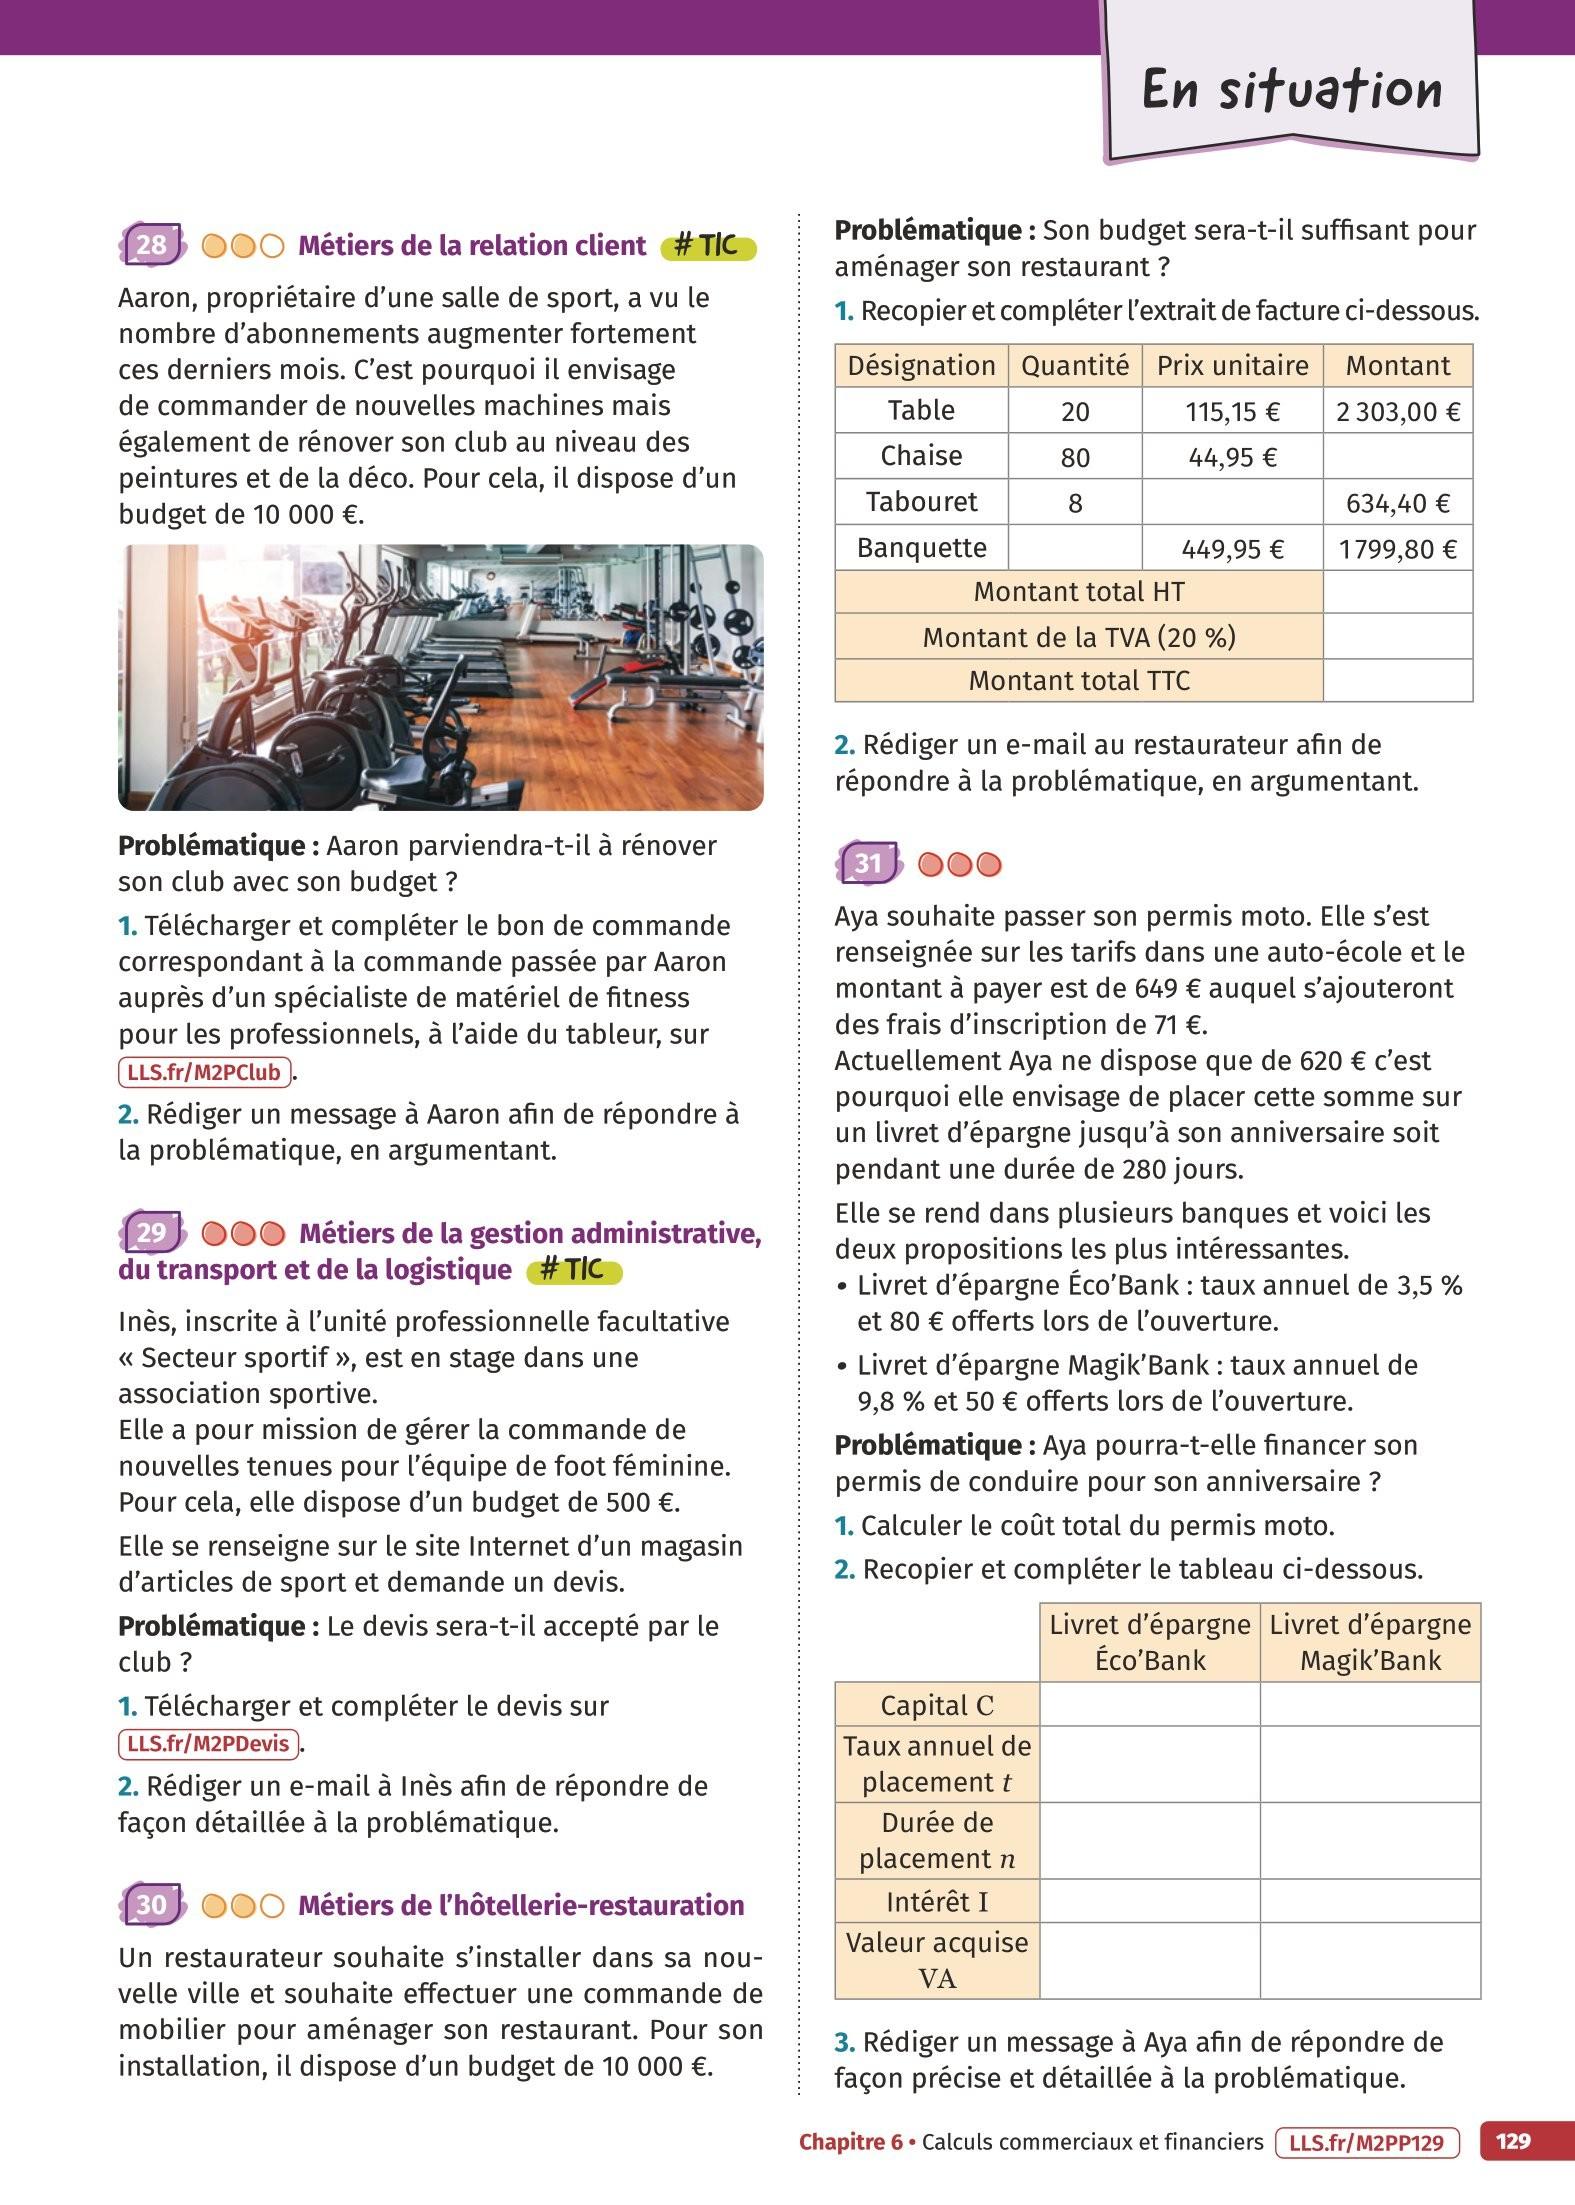 En situation
28 Métiers de la relation client # TIC
Aaron, propriétaire d’une salle de sport, a vu le
nombre d’abonnements augmenter fortement
ces derniers mois. C’est pourquoi il envisage
de commander de nouvelles machines mais
également de rénover son club au niveau des
peintures et de la déco. Pour cela, il dispose d’un
budget de 10 000 €.
Problématique : Aaron parviendra-t-il à rénover
son club avec son budget ?
1. Télécharger et compléter le bon de commande
correspondant à la commande passée par Aaron
auprès d’un spécialiste de matériel de fitness
pour les professionnels, à l’aide du tableur, sur
LLS.fr/M2PClub .
2. Rédiger un message à Aaron afin de répondre à
la problématique, en argumentant.
29 Métiers de la gestion administrative,
du transport et de la logistique # TIC
Inès, inscrite à l’unité professionnelle facultative
« Secteur sportif », est en stage dans une
association sportive.
Elle a pour mission de gérer la commande de
nouvelles tenues pour l’équipe de foot féminine.
Pour cela, elle dispose d’un budget de 500 €.
Elle se renseigne sur le site Internet d’un magasin
d’articles de sport et demande un devis.
Problématique : Le devis sera-t-il accepté par le
club ?
1. Télécharger et compléter le devis sur
LLS.fr/M2PDevis .
2. Rédiger un e-mail à Inès afin de répondre de
façon détaillée à la problématique.
30 Métiers de l’hôtellerie-restauration
Un restaurateur souhaite s’installer dans sa nou-
velle ville et souhaite effectuer une commande de
mobilier pour aménager son restaurant. Pour son
installation, il dispose d’un budget de 10 000 €.
Problématique : Son budget sera-t-il suffisant pour
aménager son restaurant ?
1. Recopier et compléter l’extrait de facture ci-dessous.
Désignation Quantité Prix unitaire Montant
Table 20 115,15 € 2 303,00 €
Chaise 80 44,95 €
Tabouret 8 634,40 €
Banquette 449,95 € 1 799,80 €
Montant total HT
Montant de la TVA (20 %)
Montant total TTC
2. Rédiger un e-mail au restaurateur afin de
répondre à la problématique, en argumentant.
31
Aya souhaite passer son permis moto. Elle s’est
renseignée sur les tarifs dans une auto-école et le
montant à payer est de 649 € auquel s’ajouteront
des frais d’inscription de 71 €.
Actuellement Aya ne dispose que de 620 € c’est
pourquoi elle envisage de placer cette somme sur
un livret d’épargne jusqu’à son anniversaire soit
pendant une durée de 280 jours.
Elle se rend dans plusieurs banques et voici les
deux propositions les plus intéressantes.
• Livret d’épargne Éco’Bank : taux annuel de 3,5 %
et 80 € offerts lors de l’ouverture.
• Livret d’épargne Magik’Bank : taux annuel de
9,8 % et 50 € offerts lors de l’ouverture.
Problématique : Aya pourra-t-elle financer son
permis de conduire pour son anniversaire ?
1. Calculer le coût total du permis moto.
2. Recopier et compléter le tableau ci-dessous.
Livret d’épargne Livret d’épargne
Éco’Bank Magik’Bank
Capital C
Taux annuel de
placement t
Durée de
placement n
Intérêt I
Valeur acquise
VA
3. Rédiger un message à Aya afin de répondre de
façon précise et détaillée à la problématique.
Chapitre 6 • Calculs commerciaux et financiers LLS.fr/M2PP129 129